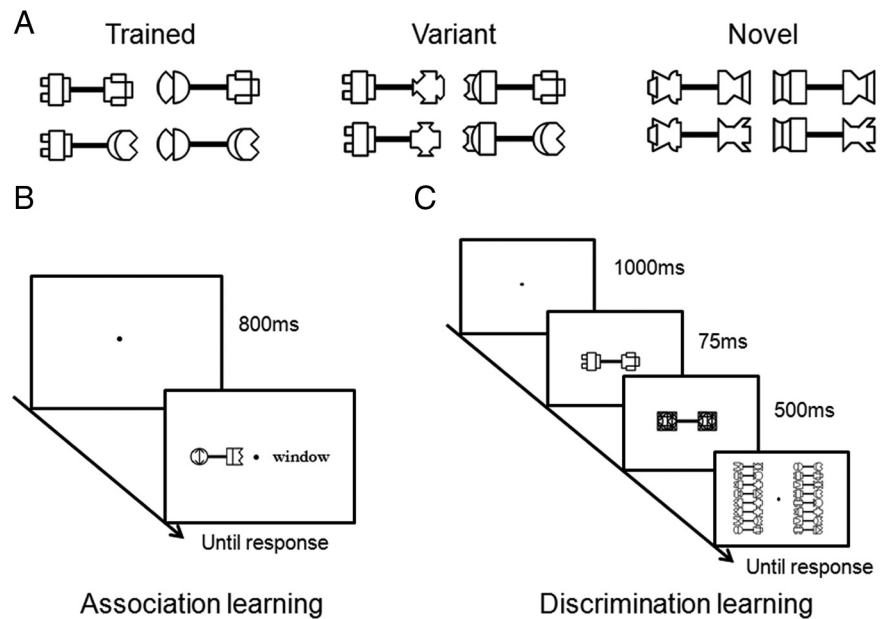 A
Trained
Variant
Novel
B
800ms
window
Until response
Association learning
C
1000ms
75ms
500ms
Until response
Discrimination learning